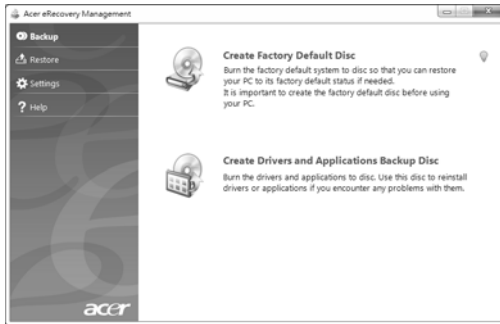 Acer eRecovery Management
Backup
Restore
Settings
Help
Create Factory Default Disc
Burn the factory default system to disc so that you can restore
your PC to its factory default status if needed.
It is important to create the factory default disc before using
your PC.
Create Drivers and Applications Backup Disc
Burn the drivers and applications to disc. Use this disc to reinstall
drivers or applications if you encounter any problems with them.
acer